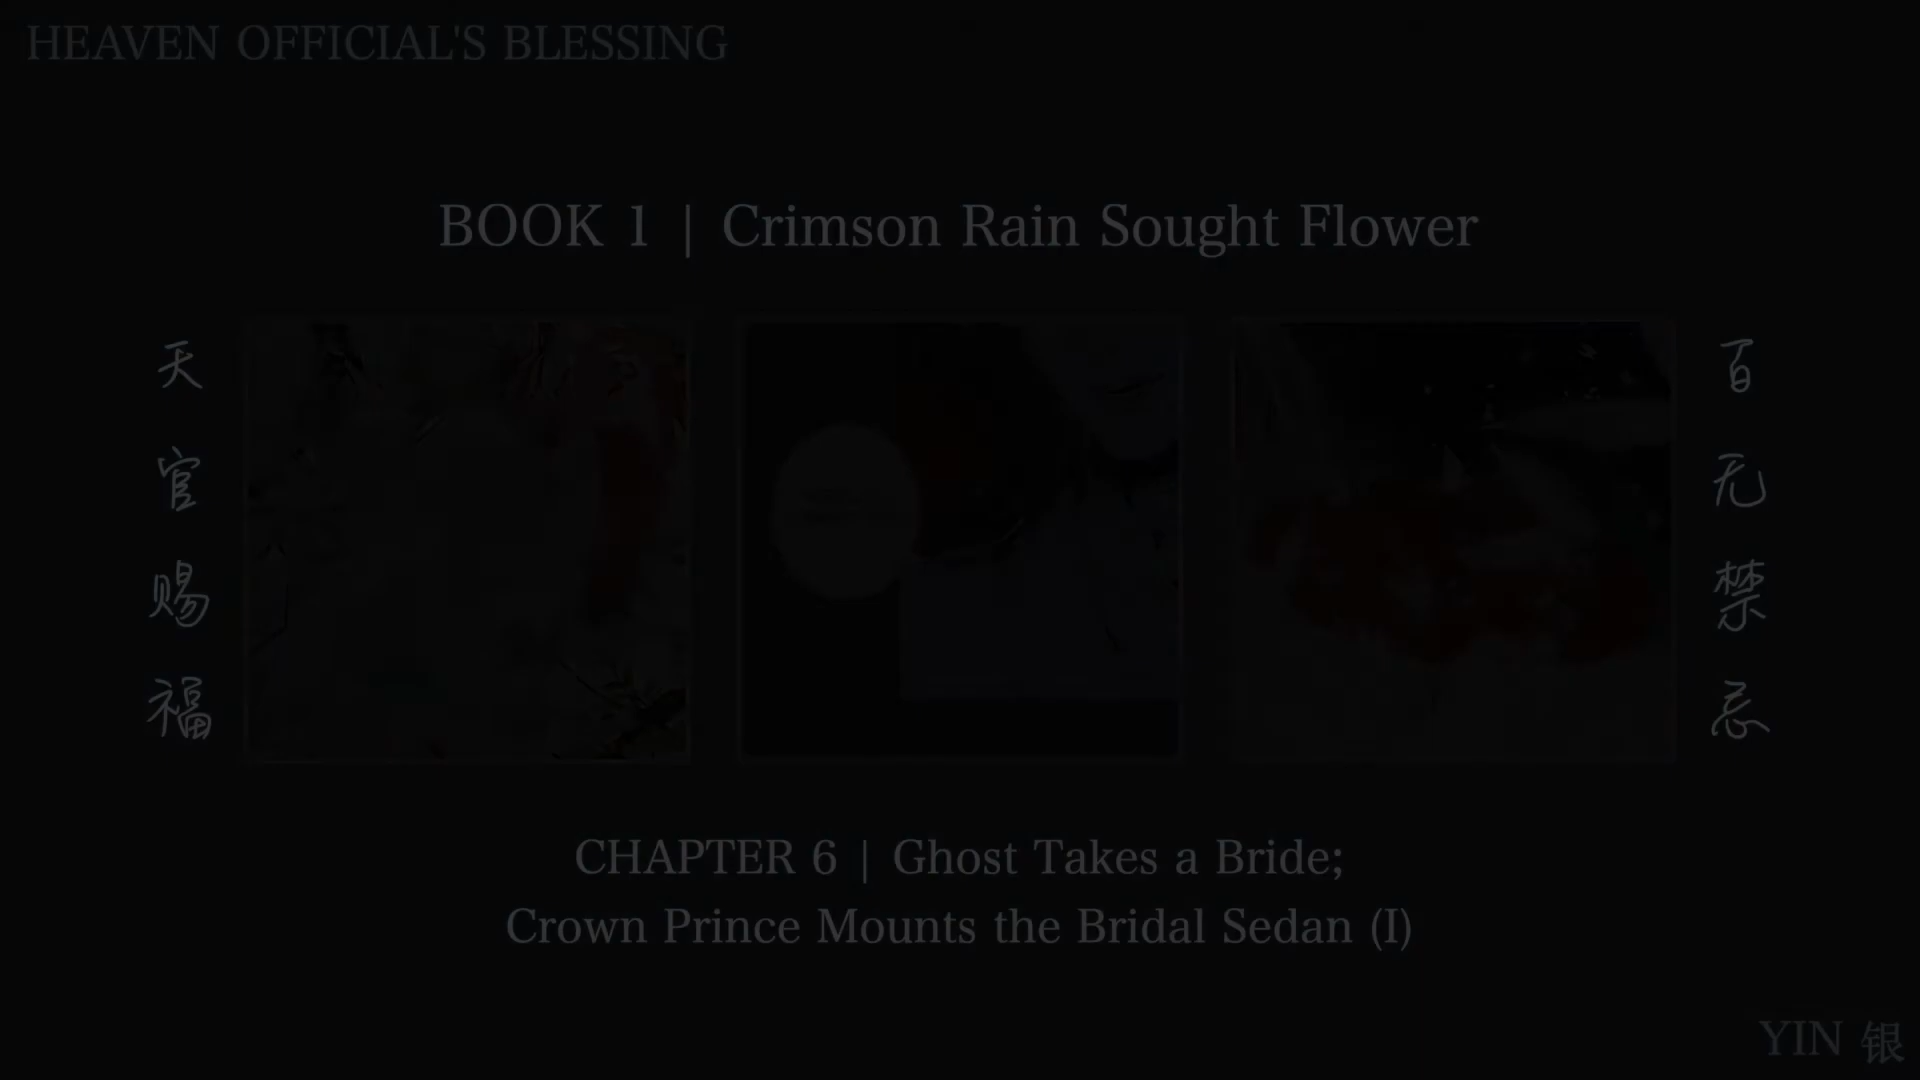 HEAVEN OFFICIAL'S BLESSING
BOOK 1 | Crimson Rain Sought Flower
天
官
赐
福
百
无
禁
忌
CHAPTER 6 | Ghost Takes a Bride;
Crown Prince Mounts the Bridal Sedan (I)
YIN 银